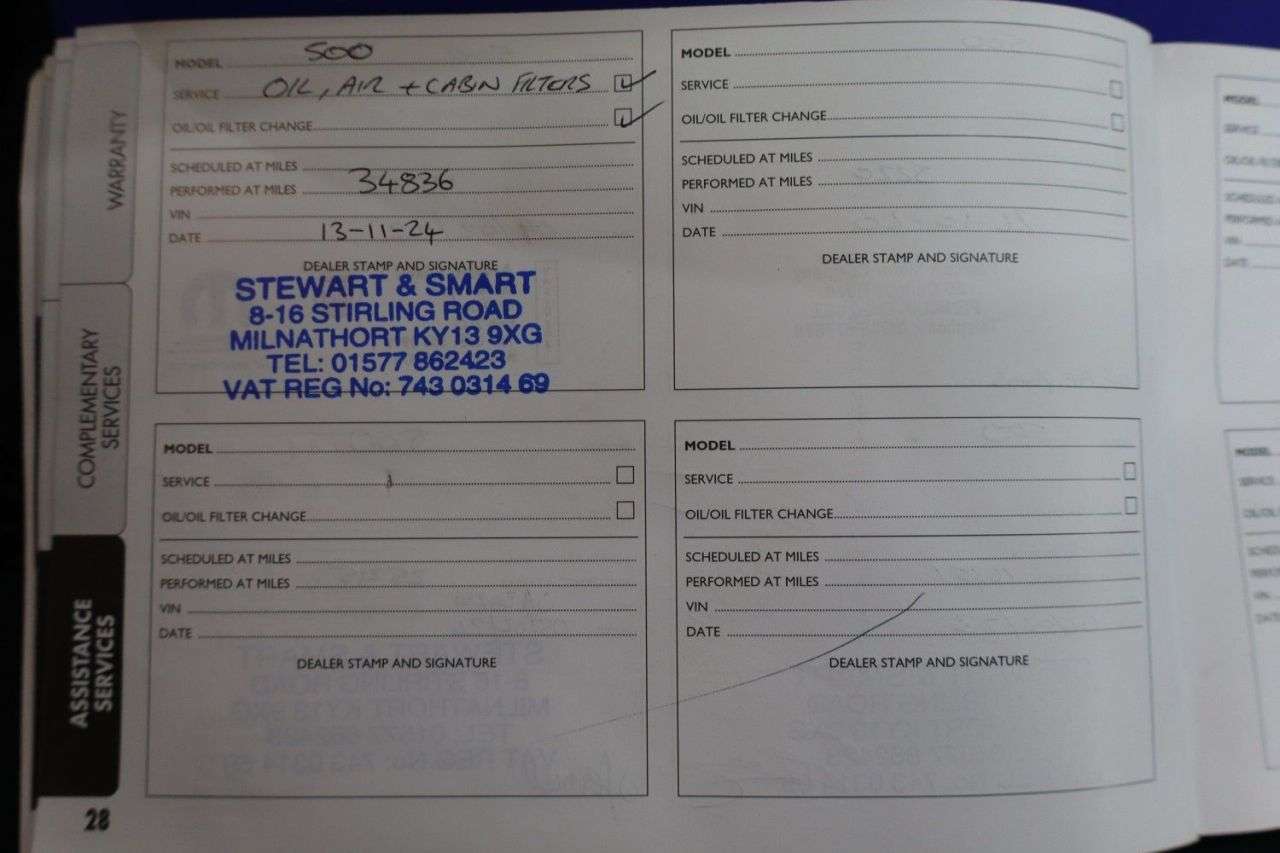 WARRANTY
COMPLEMENTARY
SERVICES
ASSISTANCE
SERVICES
MODEL 500
SERVICE OIL, AIR + CABIN FILTERS
OIL/OIL FILTER CHANGE
SCHEDULED AT MILES
PERFORMED AT MILES 34836
VIN
DATE 13-11-24
DEALER STAMP AND SIGNATURE
STEWART & SMART
8-16 STIRLING ROAD
MILNATHORT KY13 9XG
TEL: 01577 862423
VAT REG No: 743 0314 69
MODEL
SERVICE
OIL/OIL FILTER CHANGE
SCHEDULED AT MILES
PERFORMED AT MILES
VIN
DATE
DEALER STAMP AND SIGNATURE
MODEL
SERVICE
OIL/OIL FILTER CHANGE
SCHEDULED AT MILES
PERFORMED AT MILES
VIN
DATE
DEALER STAMP AND SIGNATURE
MODEL
SERVICE
OIL/OIL FILTER CHANGE
SCHEDULED AT MILES
PERFORMED AT MILES
VIN
DATE
DEALER STAMP AND SIGNATURE
28